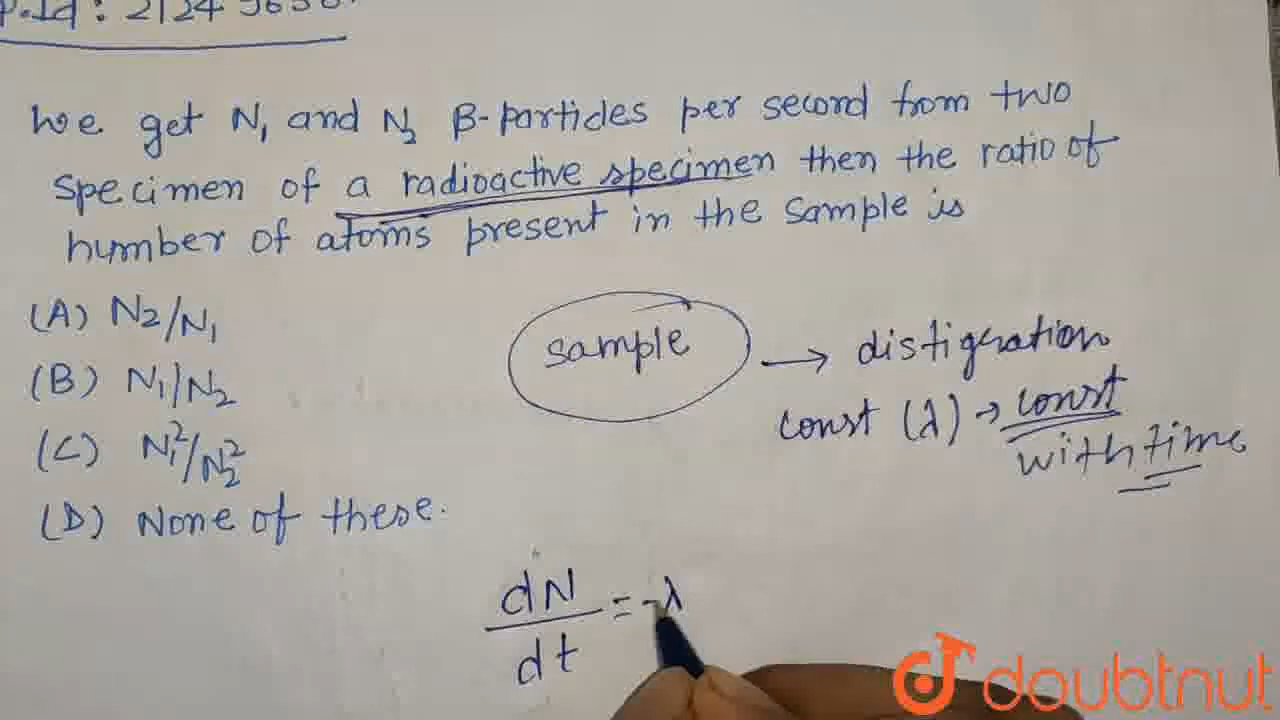 P.Id: 21245636
We get N₁ and N₂ β-particles per second from two
specimen of a radioactive specimen then the ratio of
number of atoms present in the sample is
(A) N₂/N₁
(B) N₁/N₂
(C) N₁²/N₂²
(D) None of these.
sample → distigration
const (λ) → const
with time
dN/dt = -λ
doubtnut